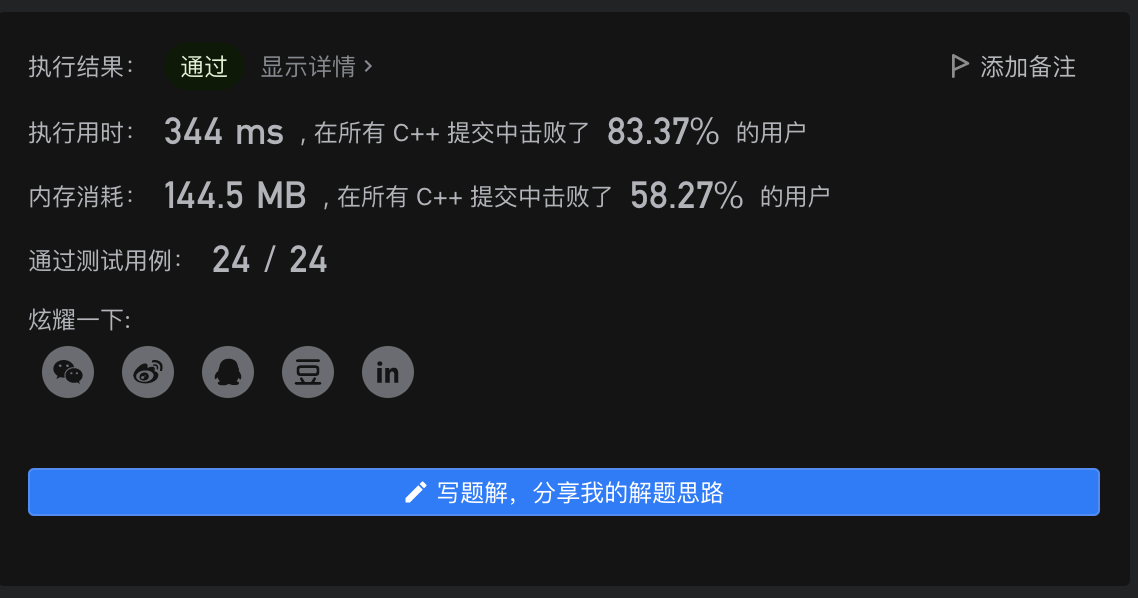 执行结果： 通过 显示详情 > 添加备注
执行用时： 344 ms , 在所有 C++ 提交中击败了 83.37% 的用户
内存消耗： 144.5 MB , 在所有 C++ 提交中击败了 58.27% 的用户
通过测试用例： 24 / 24
炫耀一下:
豆 in
写题解，分享我的解题思路